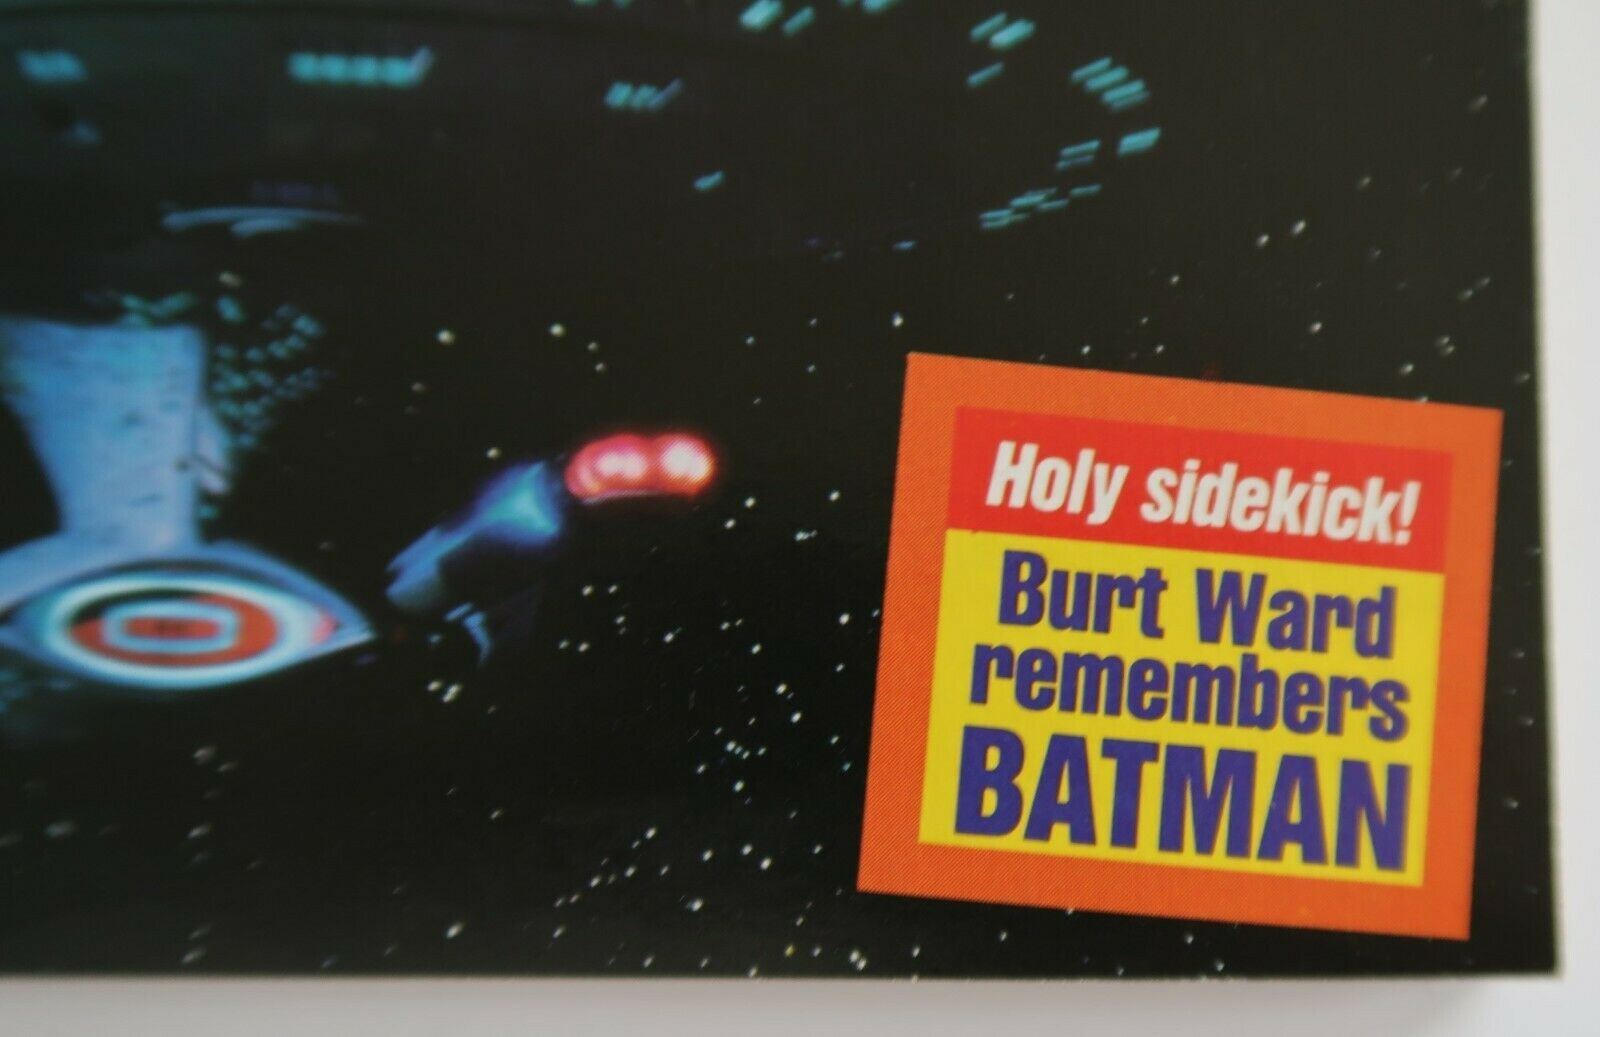 Holy sidekick!
Burt Ward
remembers
BATMAN